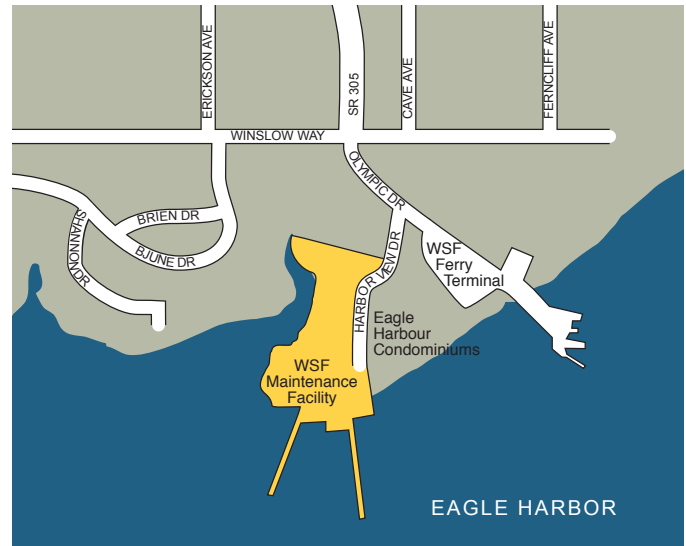 ERICKSON AVE
SR 305
CAVE AVE
FERNCLIFF AVE
WINSLOW WAY
OLYMPIC DR
BRIEN DR
SHANNON DR
BJUNE DR
HARBOR VIEW DR
WSF
Ferry
Terminal
Eagle
Harbour
Condominiums
WSF
Maintenance
Facility
EAGLE HARBOR